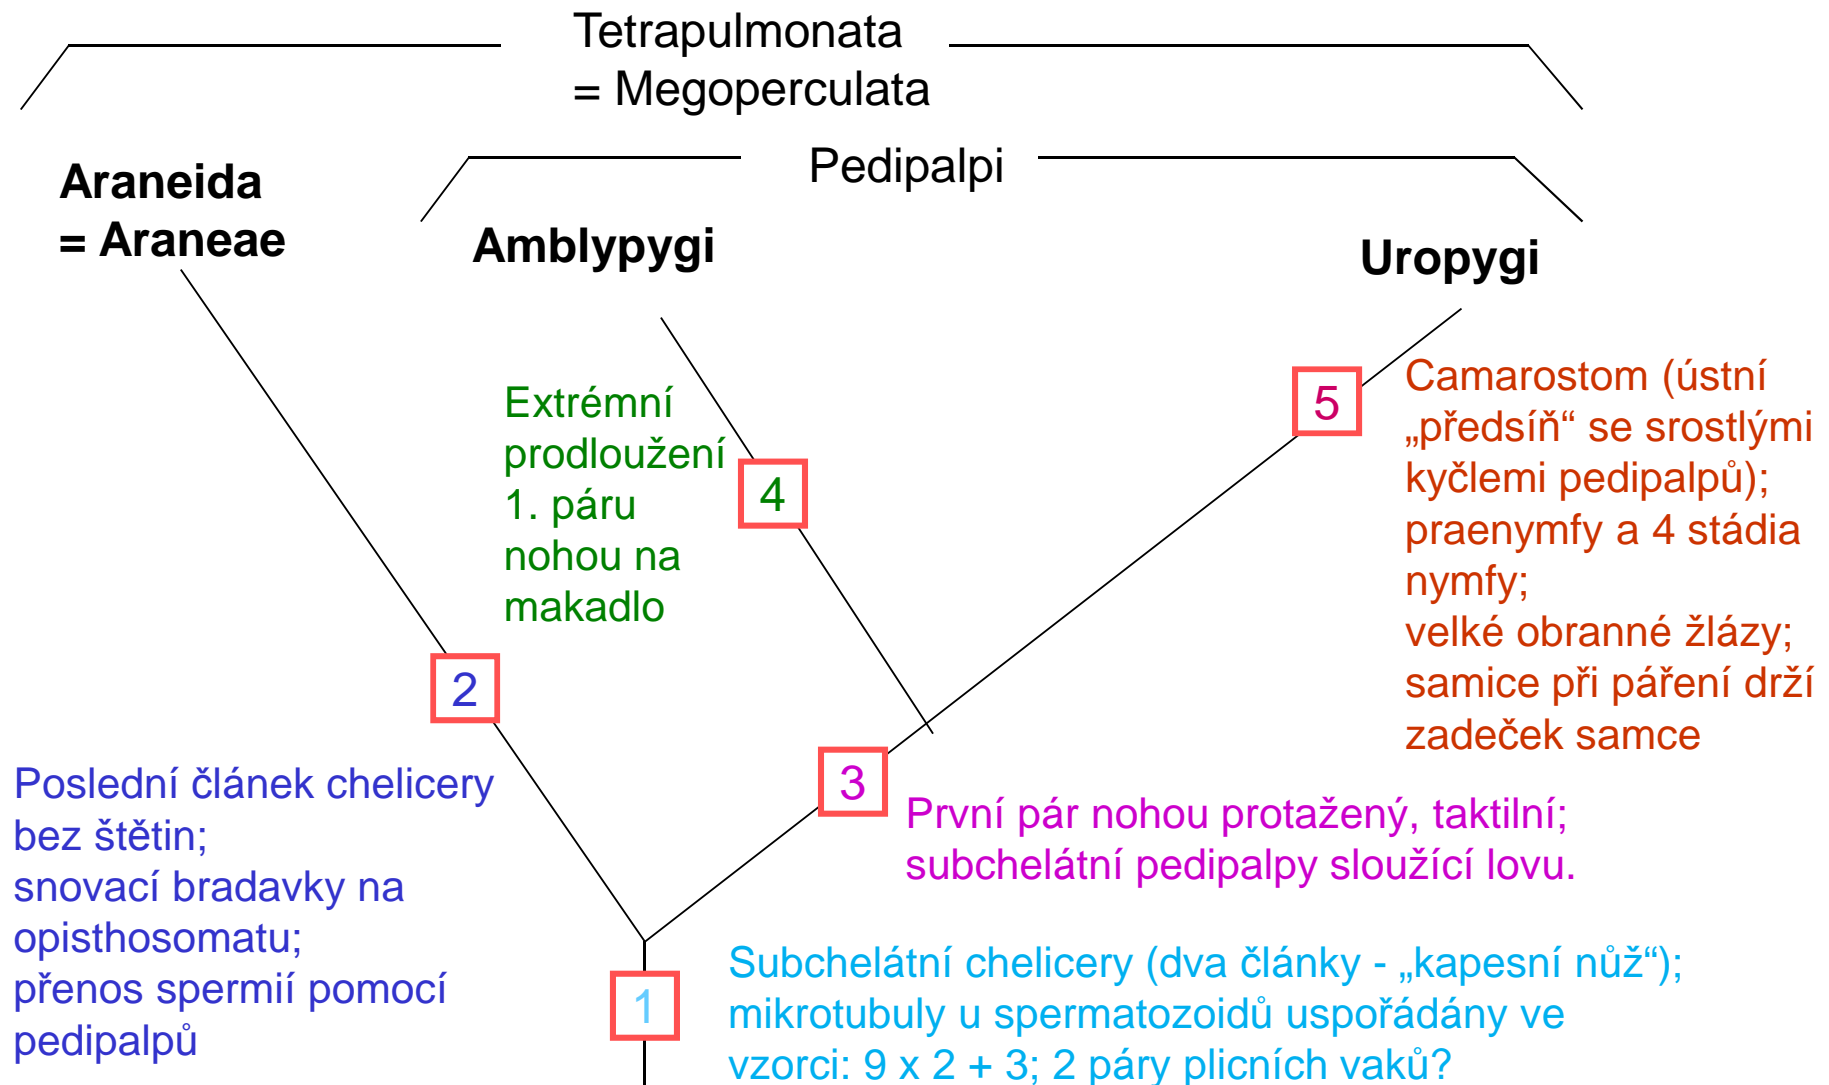 Tetrapulmonata
= Megoperculata
Pedipalpi
Araneida
= Araneae
Amblypygi
Uropygi
Extrémní
prodloužení
1. páru
nohou na
makadlo
4
5
Camarostom (ústní
„předsíň“ se srostlými
kyčlemi pedipalpů);
praenymfy a 4 stádia
nymfy;
velké obranné žlázy;
samice při páření drží
zadeček samce
2
3
Poslední článek chelicery
bez štětin;
snovací bradavky na
opisthosomatu;
přenos spermií pomocí
pedipalpů
První pár nohou protažený, taktilní;
subchelátní pedipalpy sloužící lovu.
1
Subchelátní chelicery (dva články - „kapesní nůž“);
mikrotubuly u spermatozoidů uspořádány ve
vzorci: 9 x 2 + 3; 2 páry plicních vaků?